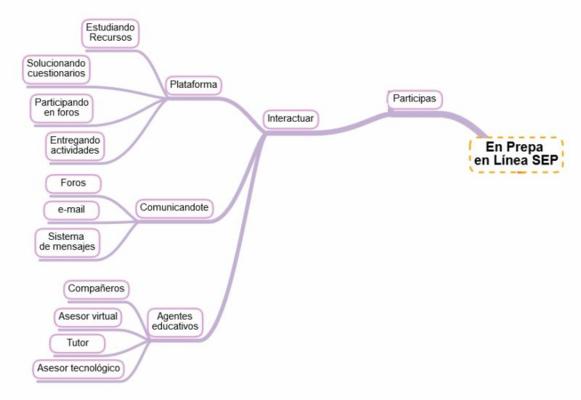 Estudiando
Recursos
Solucionando
cuestionarios
Plataforma
Participando
en foros
Participas
Interactuar
Entregando
actividades
En Prepa
en Línea SEP
Foros
e-mail
Comunicandote
Sistema
de mensajes
Compañeros
Asesor virtual
Agentes
educativos
Tutor
Asesor tecnológico